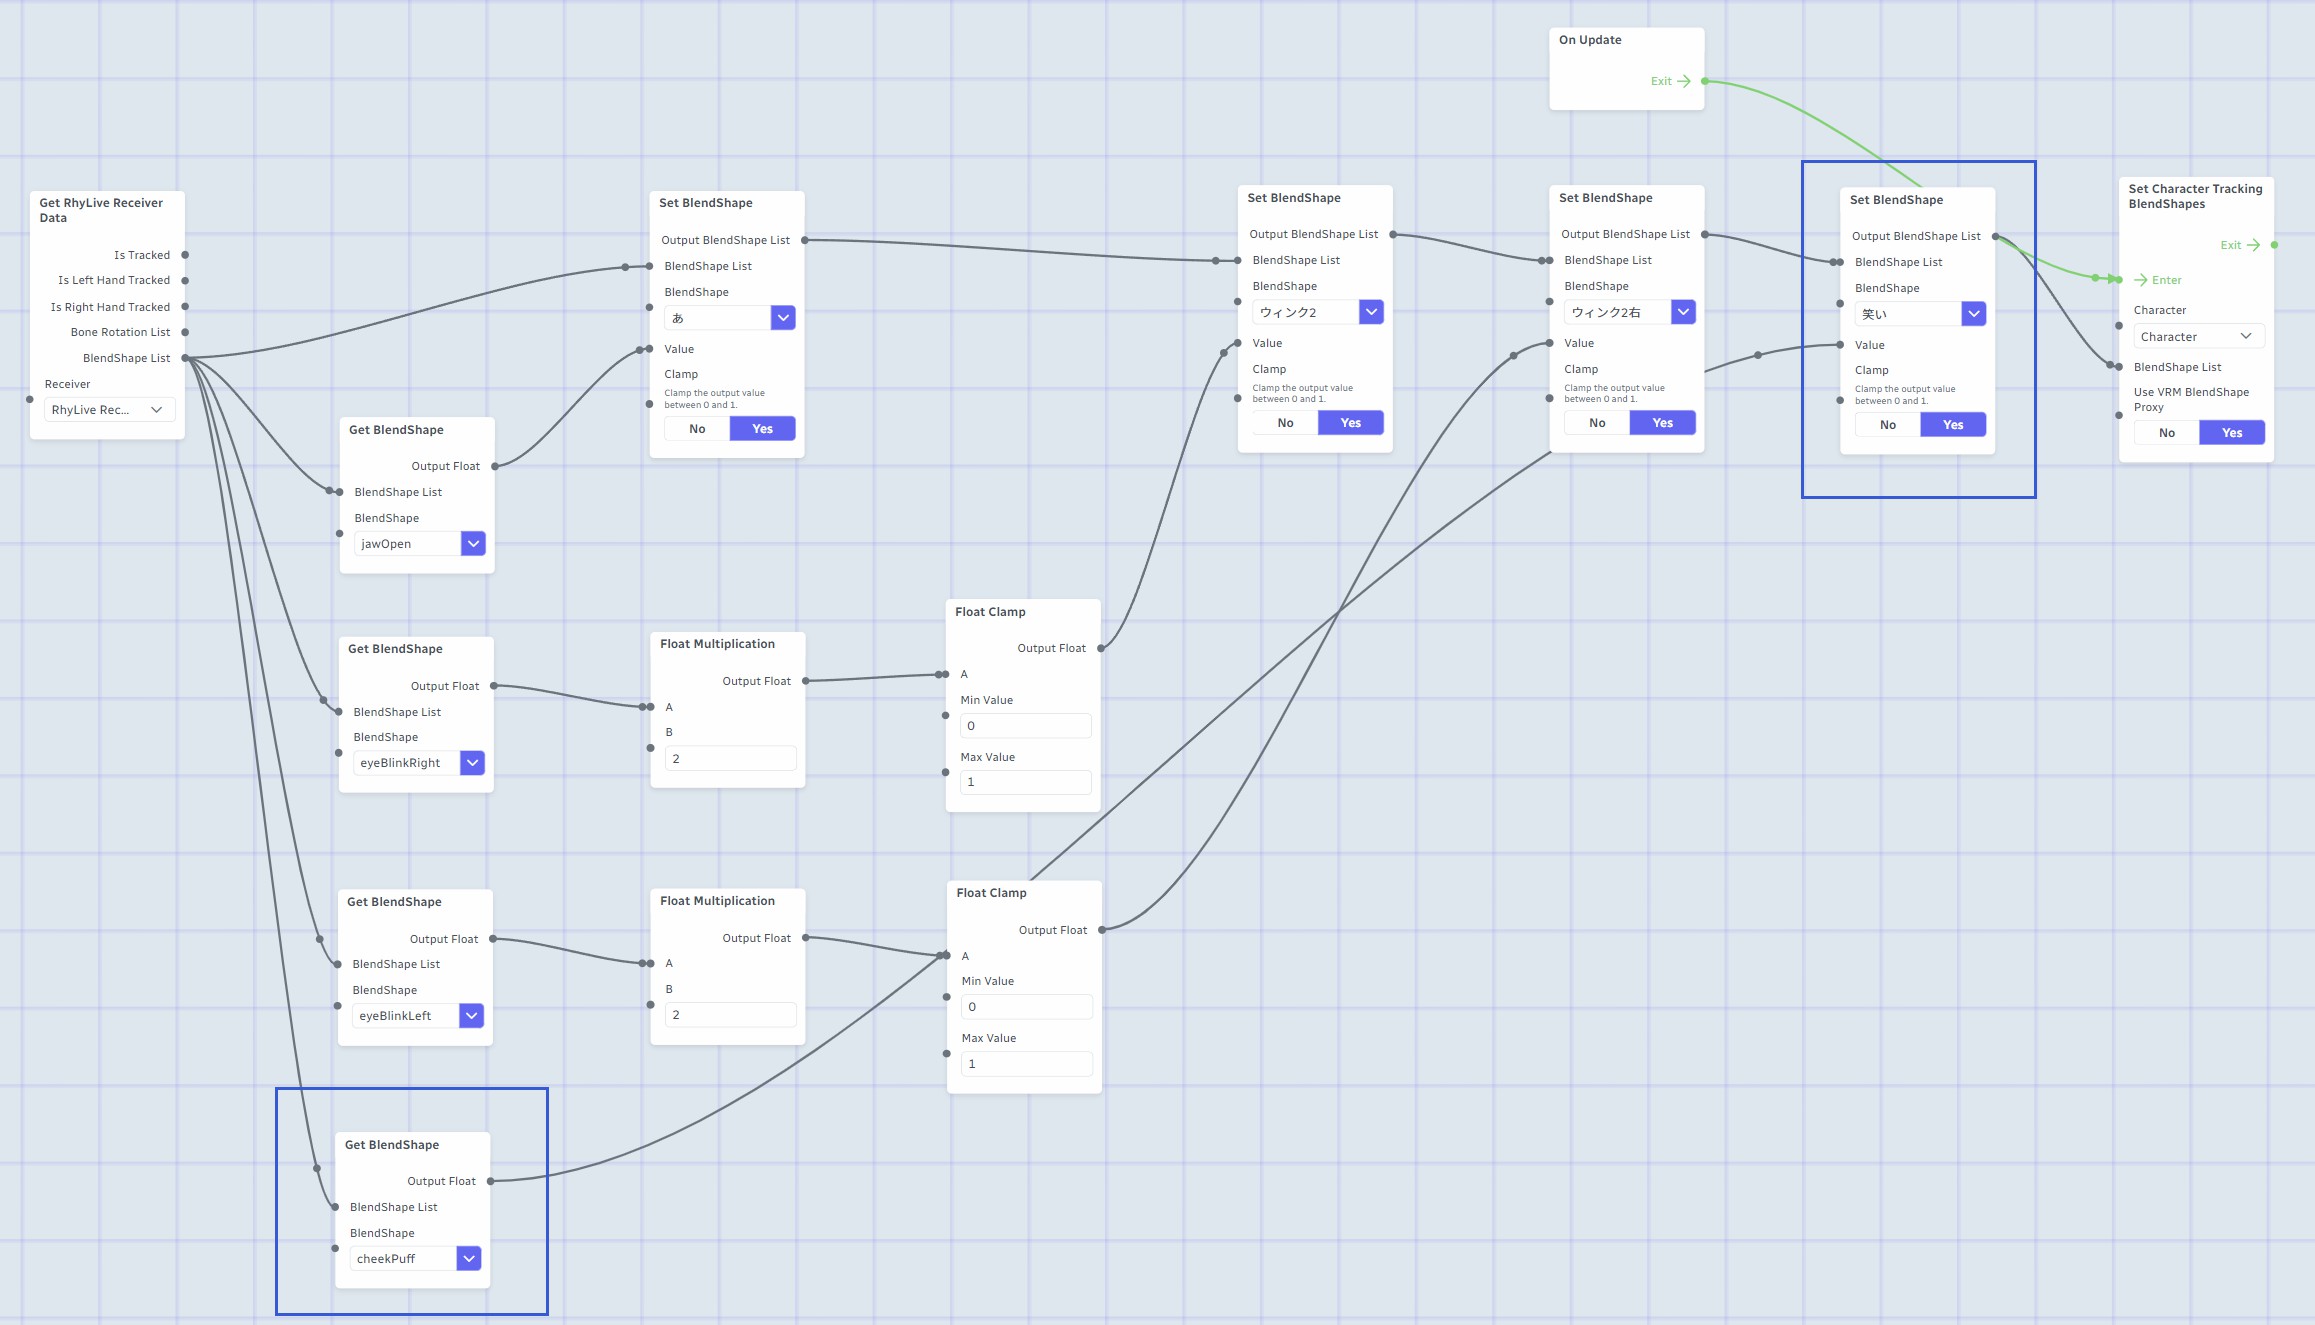 On Update
Exit
Get RhyLive Receiver
Data
Is Tracked
Is Left Hand Tracked
Is Right Hand Tracked
Bone Rotation List
BlendShape List
Receiver
RhyLive Rec...
Set BlendShape
Output BlendShape List
BlendShape List
BlendShape
あ
Value
Clamp
Clamp the output value
between 0 and 1.
No
Yes
Set BlendShape
Output BlendShape List
BlendShape List
BlendShape
ウィンク2
Value
Clamp
Clamp the output value
between 0 and 1.
No
Yes
Set BlendShape
Output BlendShape List
BlendShape List
BlendShape
ウィンク2右
Value
Clamp
Clamp the output value
between 0 and 1.
No
Yes
Set BlendShape
Output BlendShape List
BlendShape List
BlendShape
笑い
Value
Clamp
Clamp the output value
between 0 and 1.
No
Yes
Set Character Tracking
BlendShapes
Exit
Enter
Character
Character
BlendShape List
Use VRM BlendShape
Proxy
No
Yes
Get BlendShape
Output Float
BlendShape List
BlendShape
jawOpen
Get BlendShape
Output Float
BlendShape List
BlendShape
eyeBlinkRight
Float Multiplication
Output Float
A
B
2
Float Clamp
Output Float
A
Min Value
0
Max Value
1
Get BlendShape
Output Float
BlendShape List
BlendShape
eyeBlinkLeft
Float Multiplication
Output Float
A
B
2
Float Clamp
Output Float
A
Min Value
0
Max Value
1
Get BlendShape
Output Float
BlendShape List
BlendShape
cheekPuff